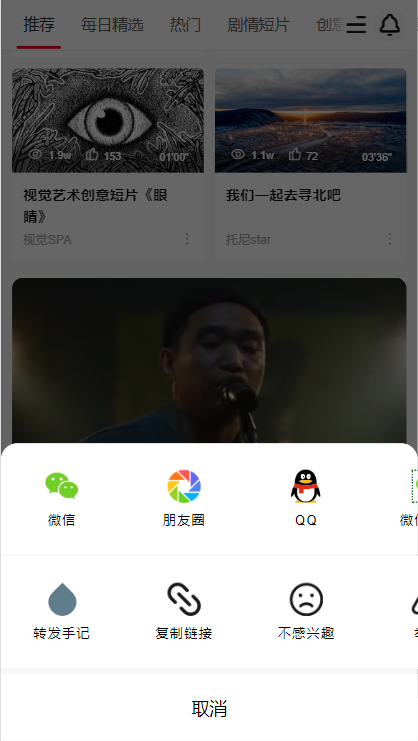 推荐 每日精选 热门 剧情短片 创意
1.9w 153 01'00"
1.1w 72 03'36"
视觉艺术创意短片《眼
睛》
视觉SPA
我们一起去寻北吧
托尼star
微信 朋友圈 QQ 微
转发手记 复制链接 不感兴趣
取消